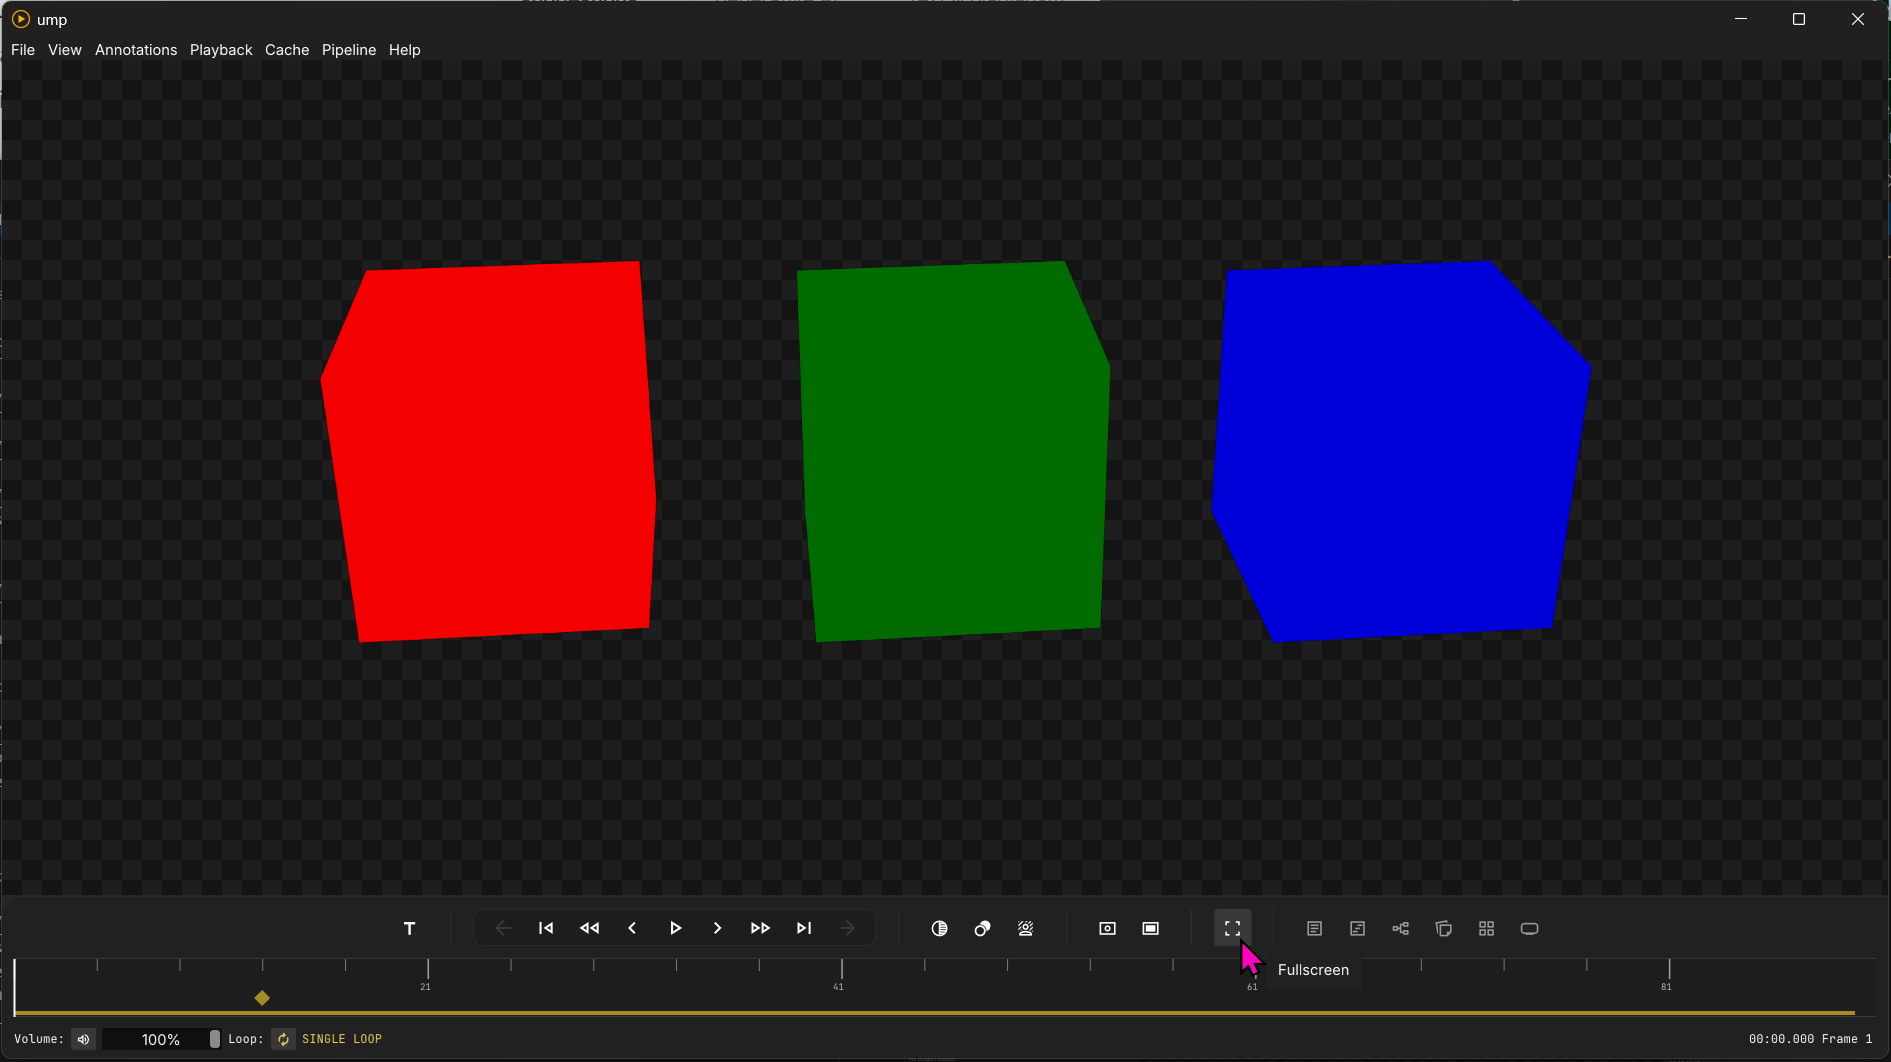 ump
File View Annotations Playback Cache Pipeline Help
T
Fullscreen
21 41 61 81
Volume: 100% Loop: SINGLE LOOP
00:00.000 Frame 1